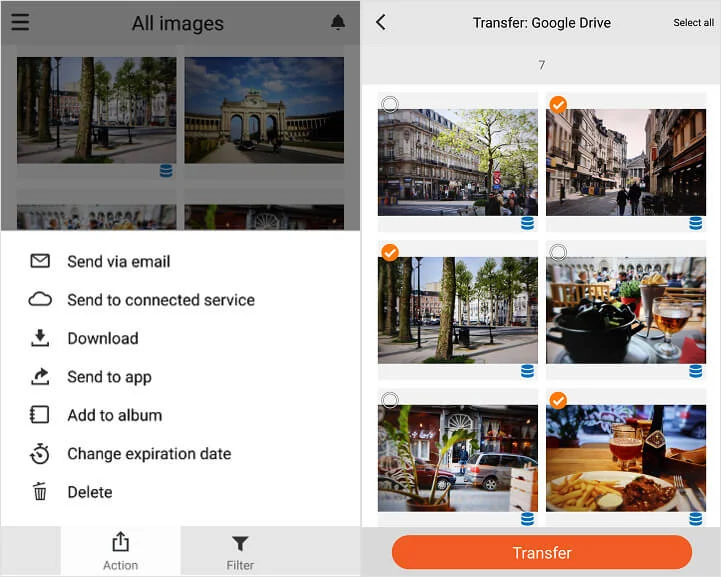 All images
Send via email
Send to connected service
Download
Send to app
Add to album
Change expiration date
Delete
Action
Filter
Transfer: Google Drive
Select all
7
Transfer